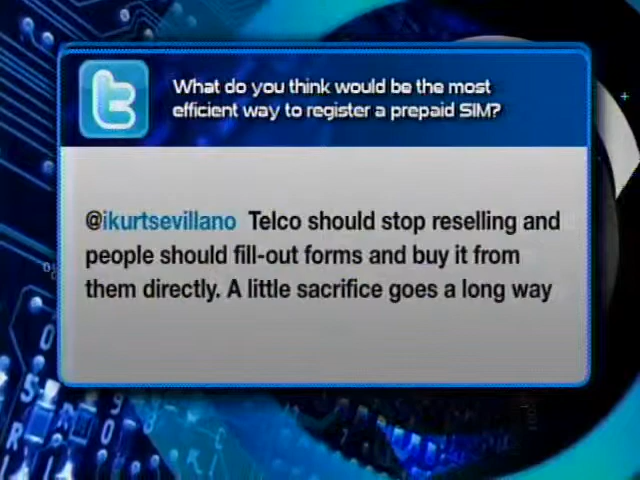 What do you think would be the most
efficient way to register a prepaid SIM?
@ikurtsevillano Telco should stop reselling and
people should fill-out forms and buy it from
them directly. A little sacrifice goes a long way